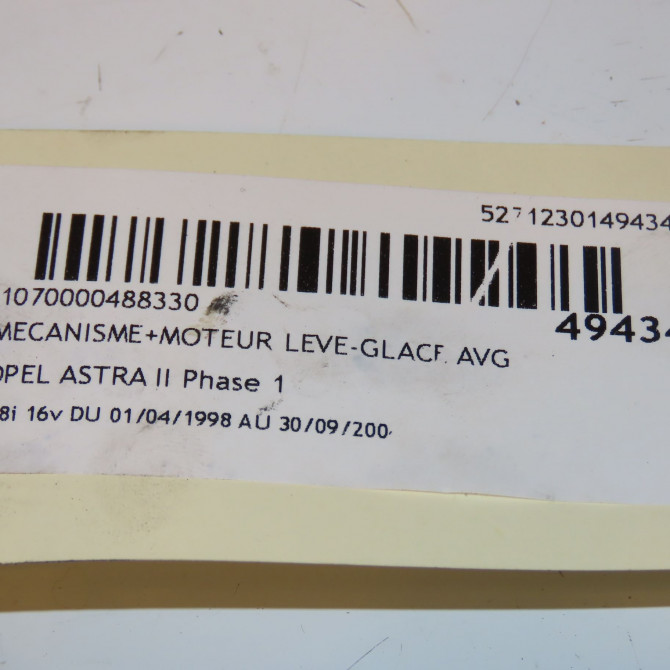 5271230149434
1070000488330
49434
MECANISME+MOTEUR LEVE-GLACE AVG
OPEL ASTRA II Phase 1
8i 16v DU 01/04/1998 AU 30/09/200